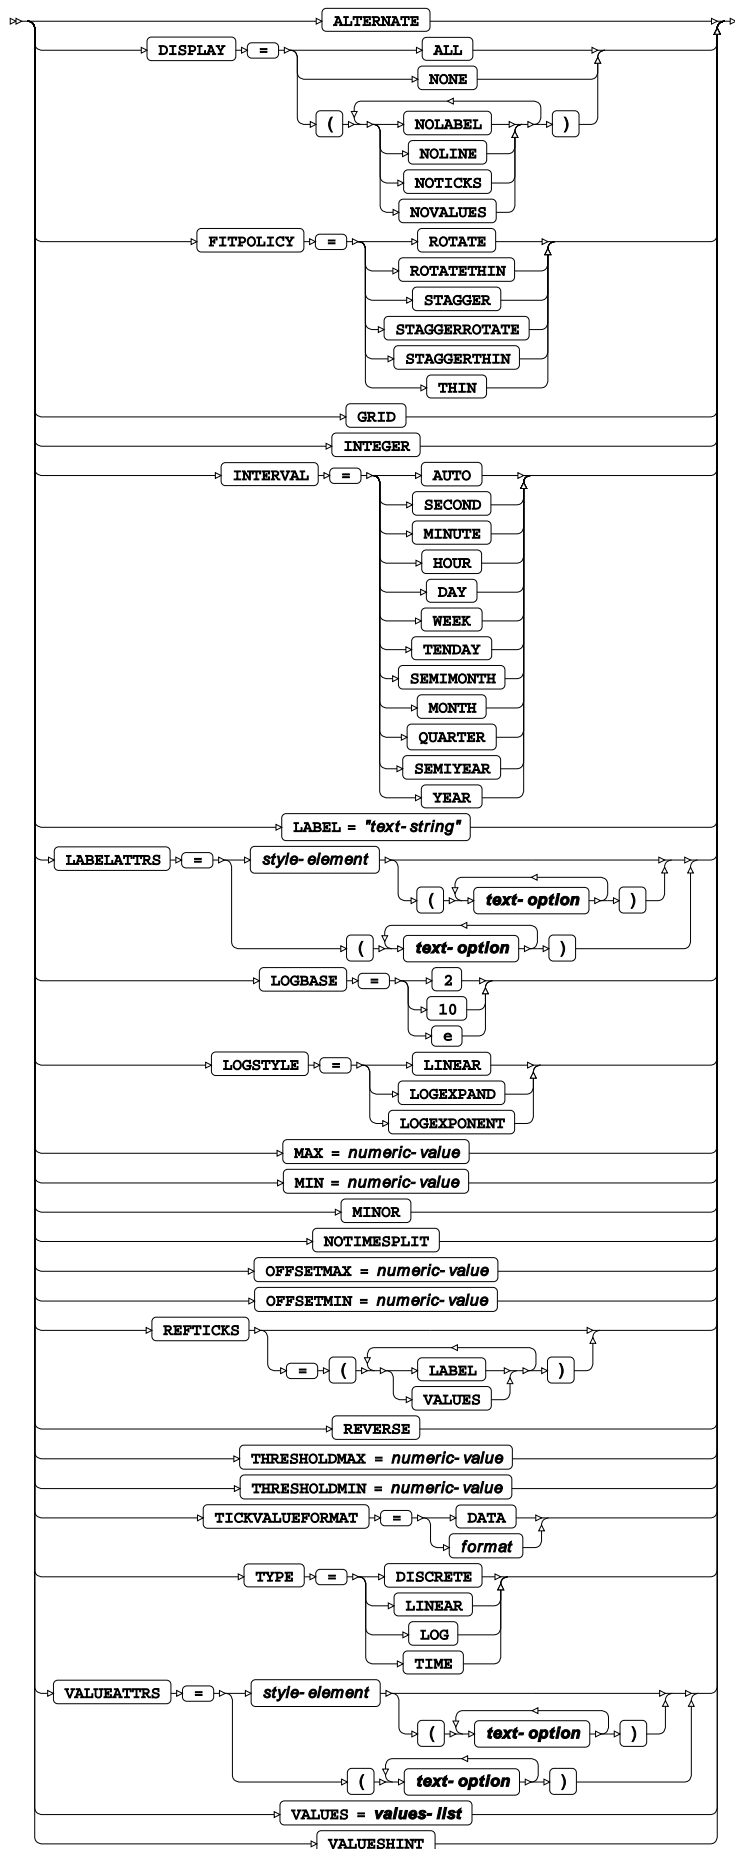 ALTERNATE
DISPLAY = ALL
NONE
( NOLABEL )
NOLINE
NOTICKS
NOVALUES
FITPOLICY = ROTATE
ROTATETHIN
STAGGER
STAGGERROTATE
STAGGERTHIN
THIN
GRID
INTEGER
INTERVAL = AUTO
SECOND
MINUTE
HOUR
DAY
WEEK
TENDAY
SEMIMONTH
MONTH
QUARTER
SEMIYEAR
YEAR
LABEL = "text-string"
LABELATTRS = style-element
( text-option )
( text-option )
LOGBASE = 2
10
e
LOGSTYLE = LINEAR
LOGEXPAND
LOGEXPONENT
MAX = numeric-value
MIN = numeric-value
MINOR
NOTIMESPLIT
OFFSETMAX = numeric-value
OFFSETMIN = numeric-value
REFTICKS
= ( LABEL )
VALUES
REVERSE
THRESHOLDMAX = numeric-value
THRESHOLDMIN = numeric-value
TICKVALUEFORMAT = DATA
format
TYPE = DISCRETE
LINEAR
LOG
TIME
VALUEATTRS = style-element
( text-option )
( text-option )
VALUES = values-list
VALUESHINT